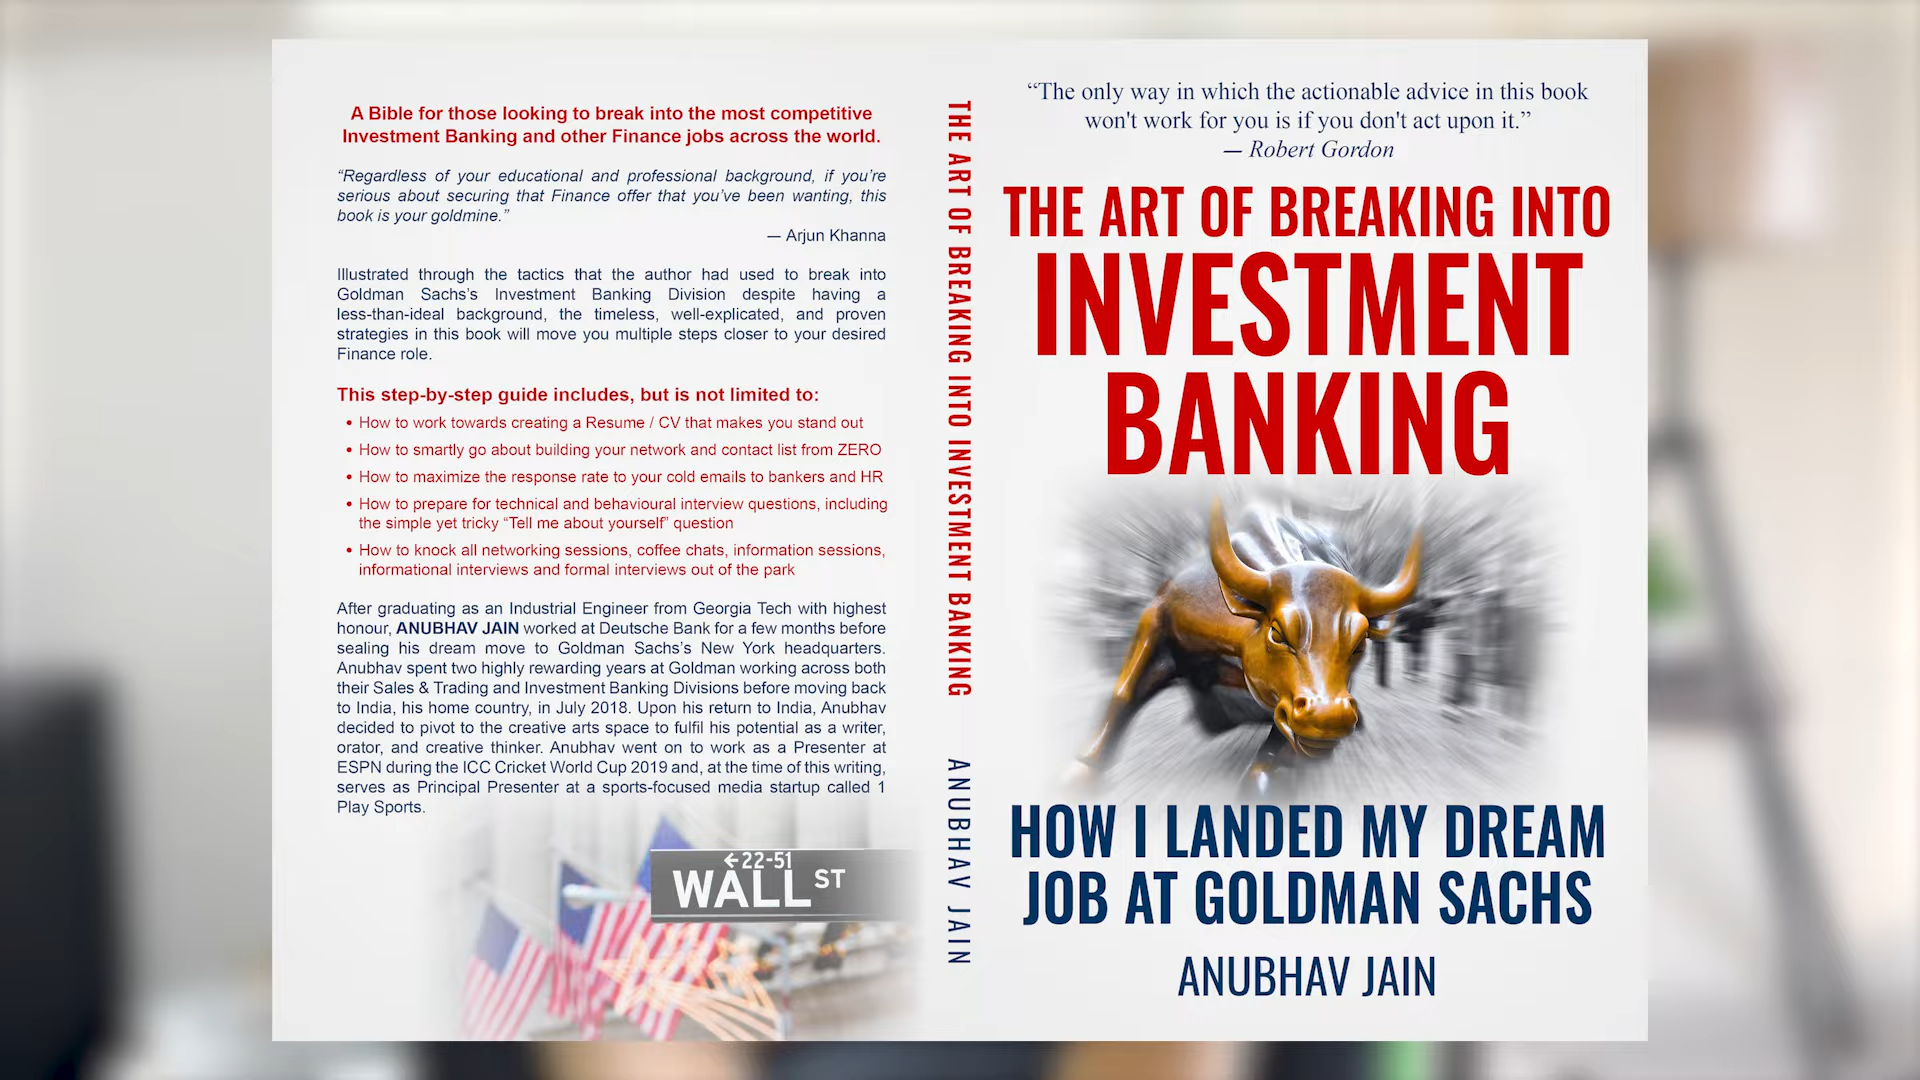 A Bible for those looking to break into the most competitive
Investment Banking and other Finance jobs across the world.
“Regardless of your educational and professional background, if you’re
serious about securing that Finance offer that you’ve been wanting, this
book is your goldmine.”
— Arjun Khanna
Illustrated through the tactics that the author had used to break into
Goldman Sachs’s Investment Banking Division despite having a
less-than-ideal background, the timeless, well-explicated, and proven
strategies in this book will move you multiple steps closer to your desired
Finance role.
This step-by-step guide includes, but is not limited to:
• How to work towards creating a Resume / CV that makes you stand out
• How to smartly go about building your network and contact list from ZERO
• How to maximize the response rate to your cold emails to bankers and HR
• How to prepare for technical and behavioural interview questions, including
the simple yet tricky “Tell me about yourself” question
• How to knock all networking sessions, coffee chats, information sessions,
informational interviews and formal interviews out of the park
After graduating as an Industrial Engineer from Georgia Tech with highest
honour, ANUBHAV JAIN worked at Deutsche Bank for a few months before
sealing his dream move to Goldman Sachs’s New York headquarters.
Anubhav spent two highly rewarding years at Goldman working across both
their Sales & Trading and Investment Banking Divisions before moving back
to India, his home country, in July 2018. Upon his return to India, Anubhav
decided to pivot to the creative arts space to fulfil his potential as a writer,
orator, and creative thinker. Anubhav went on to work as a Presenter at
ESPN during the ICC Cricket World Cup 2019 and, at the time of this writing,
serves as Principal Presenter at a sports-focused media startup called 1
Play Sports.
←22-51
WALL ST
THE ART OF BREAKING INTO INVESTMENT BANKING ANUBHAV JAIN
“The only way in which the actionable advice in this book
won't work for you is if you don't act upon it.”
— Robert Gordon
THE ART OF BREAKING INTO
INVESTMENT
BANKING
HOW I LANDED MY DREAM
JOB AT GOLDMAN SACHS
ANUBHAV JAIN